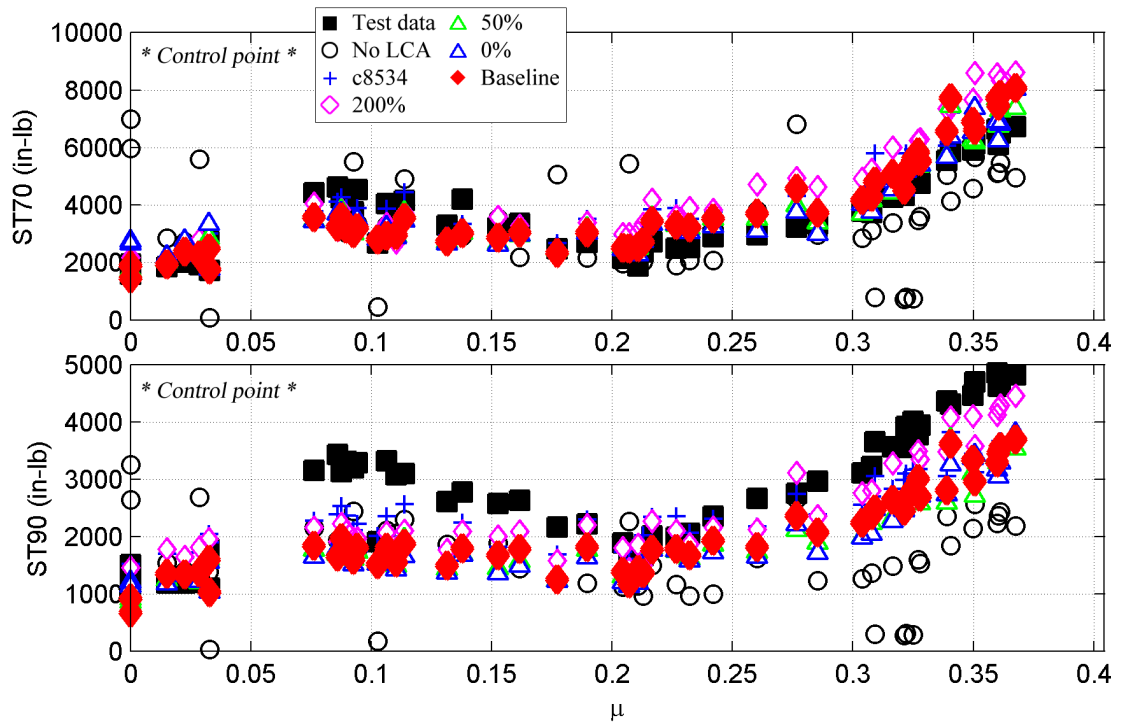 Test data
50%
No LCA
0%
c8534
Baseline
200%
* Control point *
ST70 (in-lb)
10000
8000
6000
4000
2000
0
0 0.05 0.1 0.15 0.2 0.25 0.3 0.35 0.4
* Control point *
ST90 (in-lb)
5000
4000
3000
2000
1000
0
0 0.05 0.1 0.15 0.2 0.25 0.3 0.35 0.4
μ